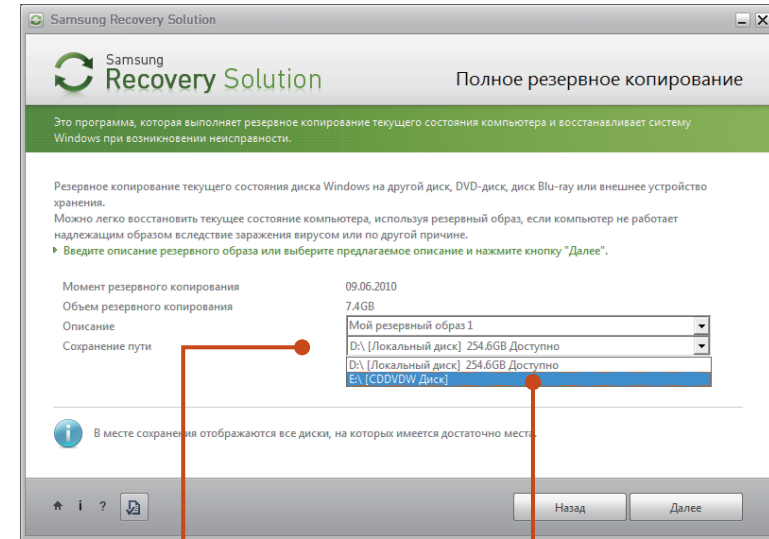 Samsung Recovery Solution
Samsung
Recovery Solution
Полное резервное копирование
Это программа, которая выполняет резервное копирование текущего состояния компьютера и восстанавливает систему
Windows при возникновении неисправности.
Резервное копирование текущего состояния диска Windows на другой диск, DVD-диск, диск Blu-ray или внешнее устройство
хранения.
Можно легко восстановить текущее состояние компьютера, используя резервный образ, если компьютер не работает
надлежащим образом вследствие заражения вирусом или по другой причине.
Введите описание резервного образа или выберите предлагаемое описание и нажмите кнопку "Далее".
Момент резервного копирования 09.06.2010
Объем резервного копирования 7.4GB
Описание Мой резервный образ 1
Сохранение пути D:\ [Локальный диск] 254.6GB Доступно
D:\ [Локальный диск] 254.6GB Доступно
E:\ [CDDVDW Диск]
В месте сохранения отображаются все диски, на которых имеется достаточно места.
Назад Далее